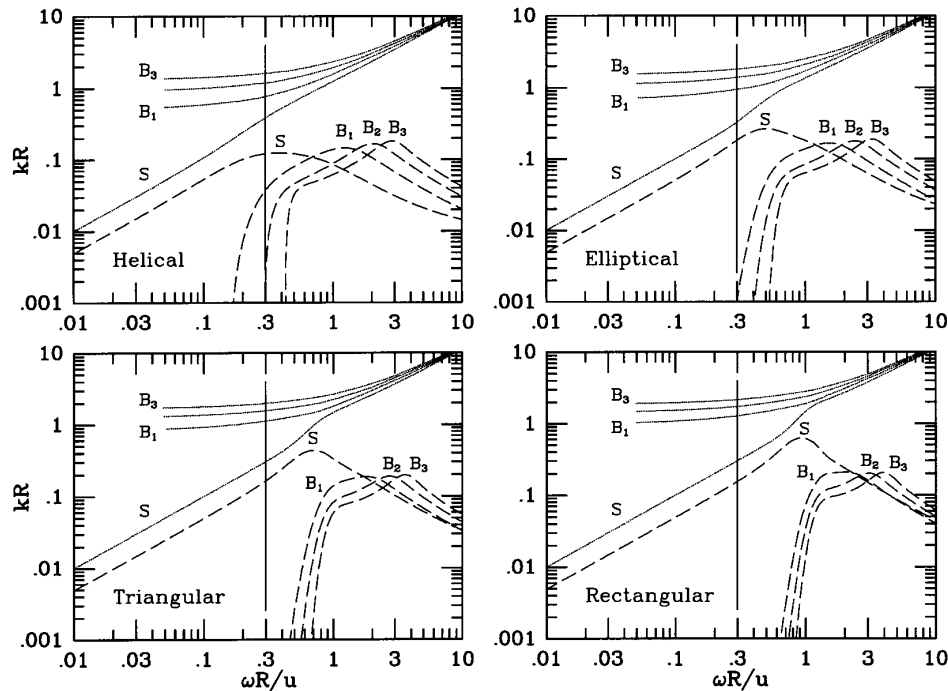 kR
10
1
.1
.01
.001
B₃
B₁
S
S
B₁ B₂ B₃
Helical
.01 .03 .1 .3 1 3 10
10
1
.1
.01
.001
B₃
B₁
S
S
B₁ B₂ B₃
Elliptical
.01 .03 .1 .3 1 3 10
kR
10
1
.1
.01
.001
B₃
B₁
S
S
B₁ B₂ B₃
Triangular
.01 .03 .1 .3 1 3 10
ωR/u
10
1
.1
.01
.001
B₃
B₁
S
S
B₁ B₂ B₃
Rectangular
.01 .03 .1 .3 1 3 10
ωR/u